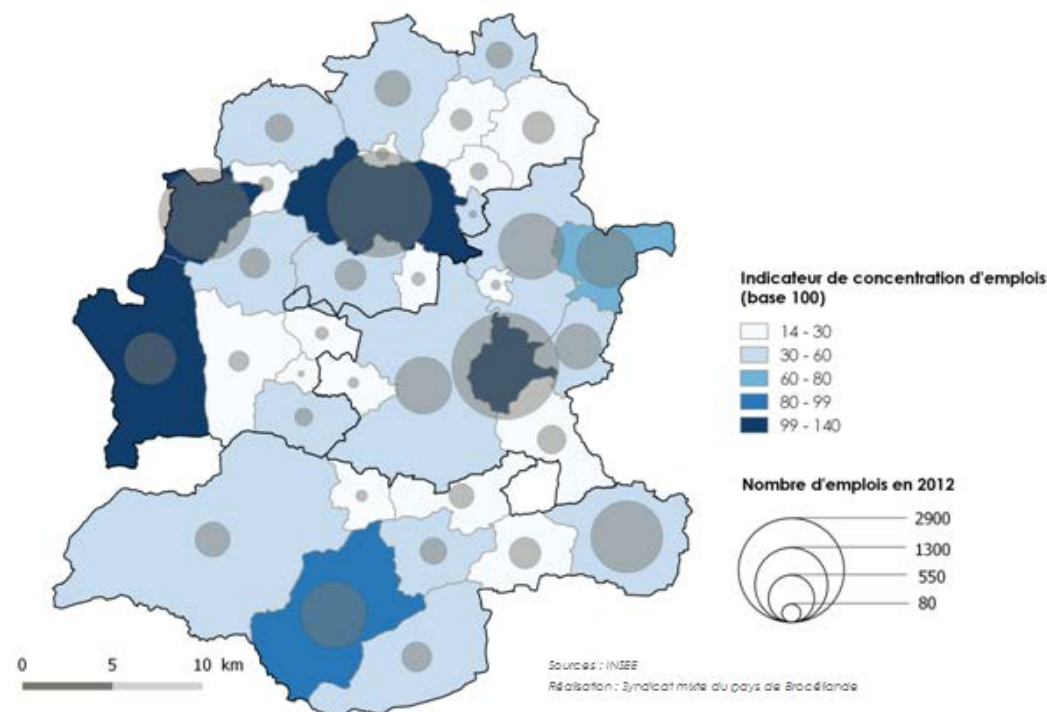 Indicateur de concentration d'emplois
(base 100)
14 - 30
30 - 60
60 - 80
80 - 99
99 - 140
Nombre d'emplois en 2012
2900
1300
550
80
0 5 10 km
Sources : INSEE
Réalisation : Syndicat mixte du pays de Brocéliande